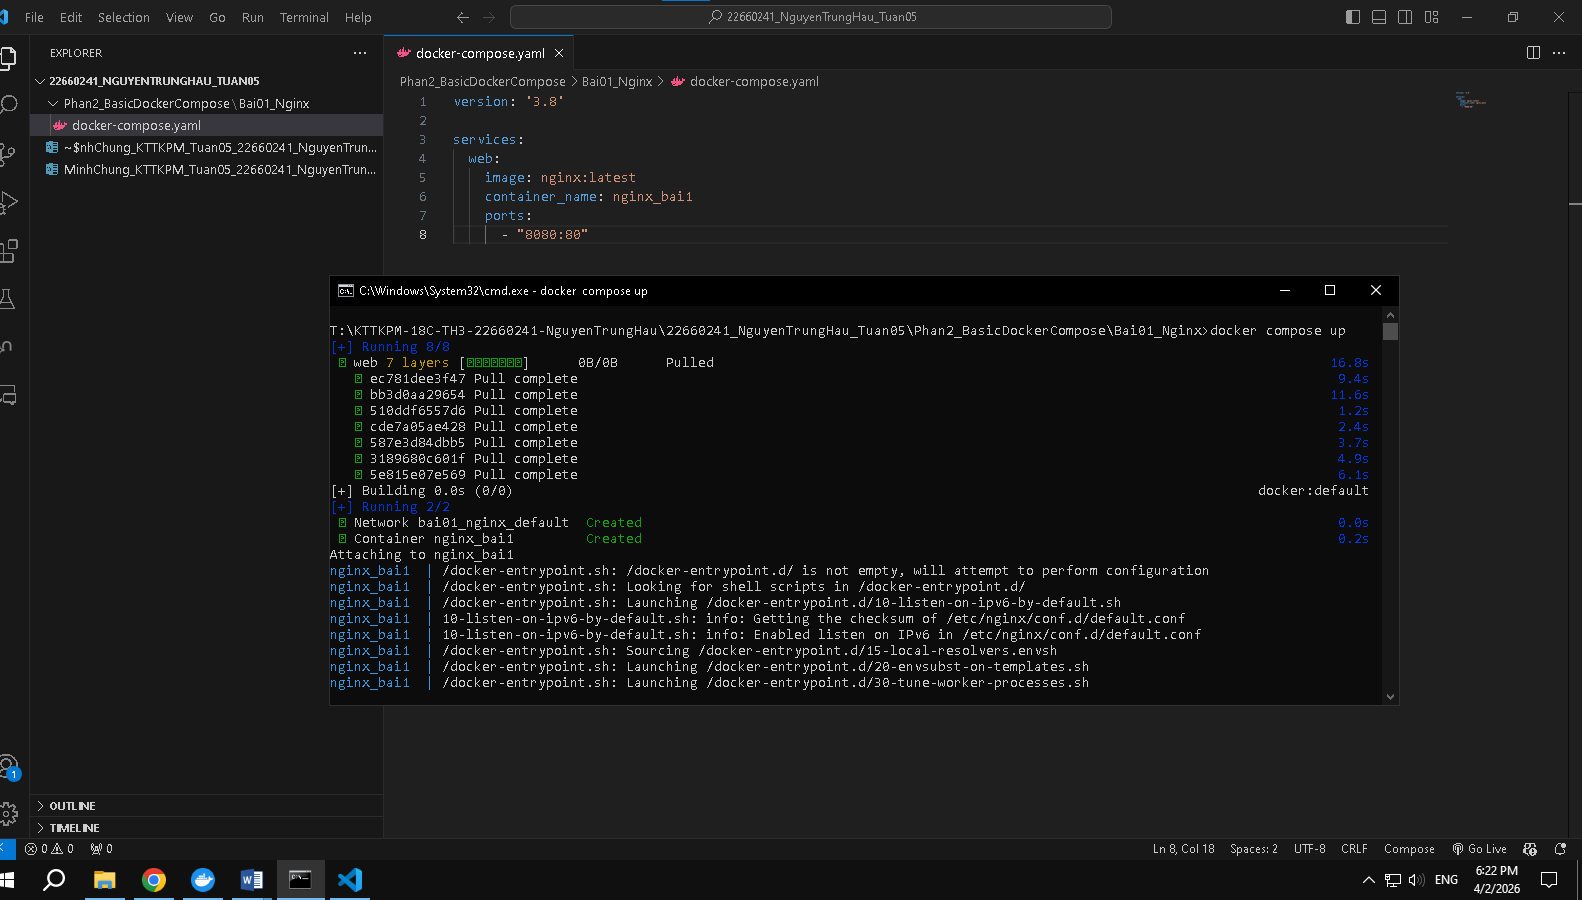 File Edit Selection View Go Run Terminal Help
22660241_NguyenTrungHau_Tuan05
EXPLORER
22660241_NGUYENTRUNGHAU_TUAN05
Phan2_BasicDockerCompose\Bai01_Nginx
docker-compose.yaml
~$nhChung_KTTKPM_Tuan05_22660241_NguyenTrun...
MinhChung_KTTKPM_Tuan05_22660241_NguyenTrun...
OUTLINE
TIMELINE
docker-compose.yaml
Phan2_BasicDockerCompose > Bai01_Nginx > docker-compose.yaml
1 version: '3.8'
2
3 services:
4 web:
5 image: nginx:latest
6 container_name: nginx_bai1
7 ports:
8 - "8080:80"
C:\Windows\System32\cmd.exe - docker compose up
T:\KTTKPM-18C-TH3-22660241-NguyenTrungHau\22660241_NguyenTrungHau_Tuan05\Phan2_BasicDockerCompose\Bai01_Nginx>docker compose up
[+] Running 8/8
web 7 layers [] 0B/0B Pulled 16.8s
ec781dee3f47 Pull complete 9.4s
bb3d0aa29654 Pull complete 11.6s
510ddf6557d6 Pull complete 1.2s
cde7a05ae428 Pull complete 2.4s
587e3d84dbb5 Pull complete 3.7s
3189680c601f Pull complete 4.9s
5e815e07e569 Pull complete 6.1s
[+] Building 0.0s (0/0) docker:default
[+] Running 2/2
Network bai01_nginx_default Created 0.0s
Container nginx_bai1 Created 0.2s
Attaching to nginx_bai1
nginx_bai1 | /docker-entrypoint.sh: /docker-entrypoint.d/ is not empty, will attempt to perform configuration
nginx_bai1 | /docker-entrypoint.sh: Looking for shell scripts in /docker-entrypoint.d/
nginx_bai1 | /docker-entrypoint.sh: Launching /docker-entrypoint.d/10-listen-on-ipv6-by-default.sh
nginx_bai1 | 10-listen-on-ipv6-by-default.sh: info: Getting the checksum of /etc/nginx/conf.d/default.conf
nginx_bai1 | 10-listen-on-ipv6-by-default.sh: info: Enabled listen on IPv6 in /etc/nginx/conf.d/default.conf
nginx_bai1 | /docker-entrypoint.sh: Sourcing /docker-entrypoint.d/15-local-resolvers.envsh
nginx_bai1 | /docker-entrypoint.sh: Launching /docker-entrypoint.d/20-envsubst-on-templates.sh
nginx_bai1 | /docker-entrypoint.sh: Launching /docker-entrypoint.d/30-tune-worker-processes.sh
1
0 0 0
Ln 8, Col 18 Spaces: 2 UTF-8 CRLF Compose Go Live
ENG
6:22 PM
4/2/2026